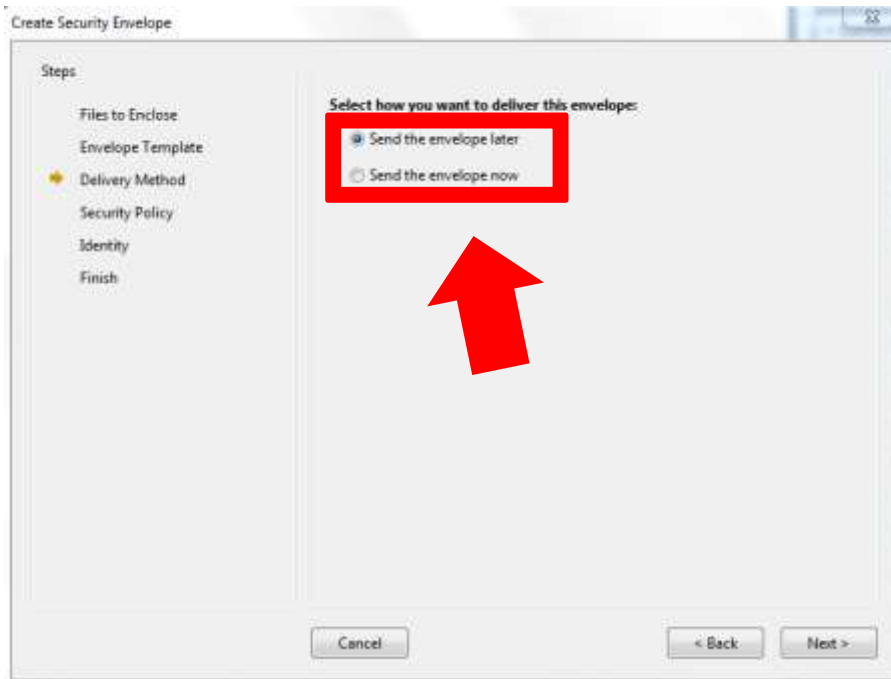 Create Security Envelope
Steps
Files to Enclose
Envelope Template
Delivery Method
Security Policy
Identity
Finish
Select how you want to deliver this envelope:
Send the envelope later
Send the envelope now
Cancel
< Back
Next >